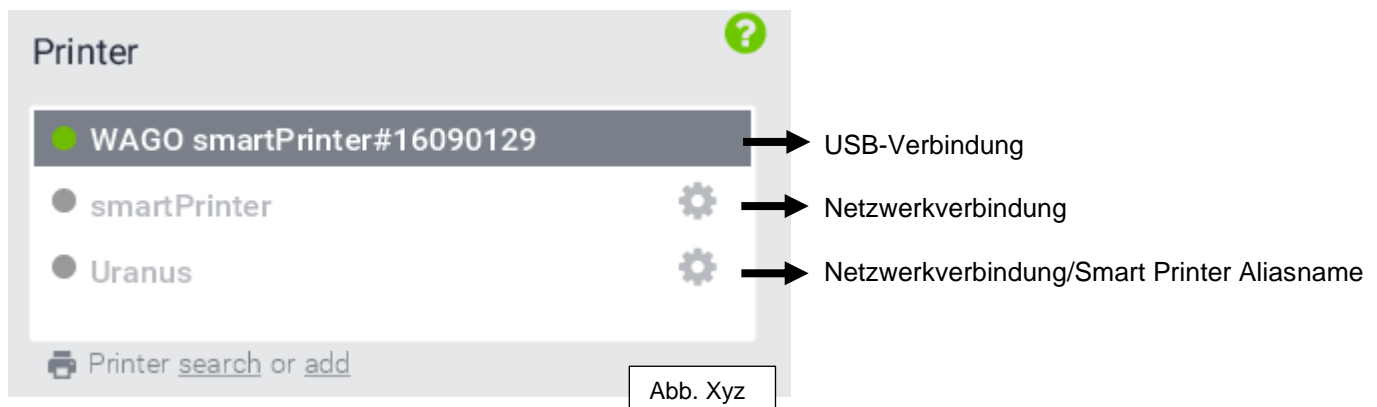 Printer
WAGO smartPrinter#16090129
USB-Verbindung
smartPrinter
Netzwerkverbindung
Uranus
Netzwerkverbindung/Smart Printer Aliasname
Printer search or add
Abb. Xyz